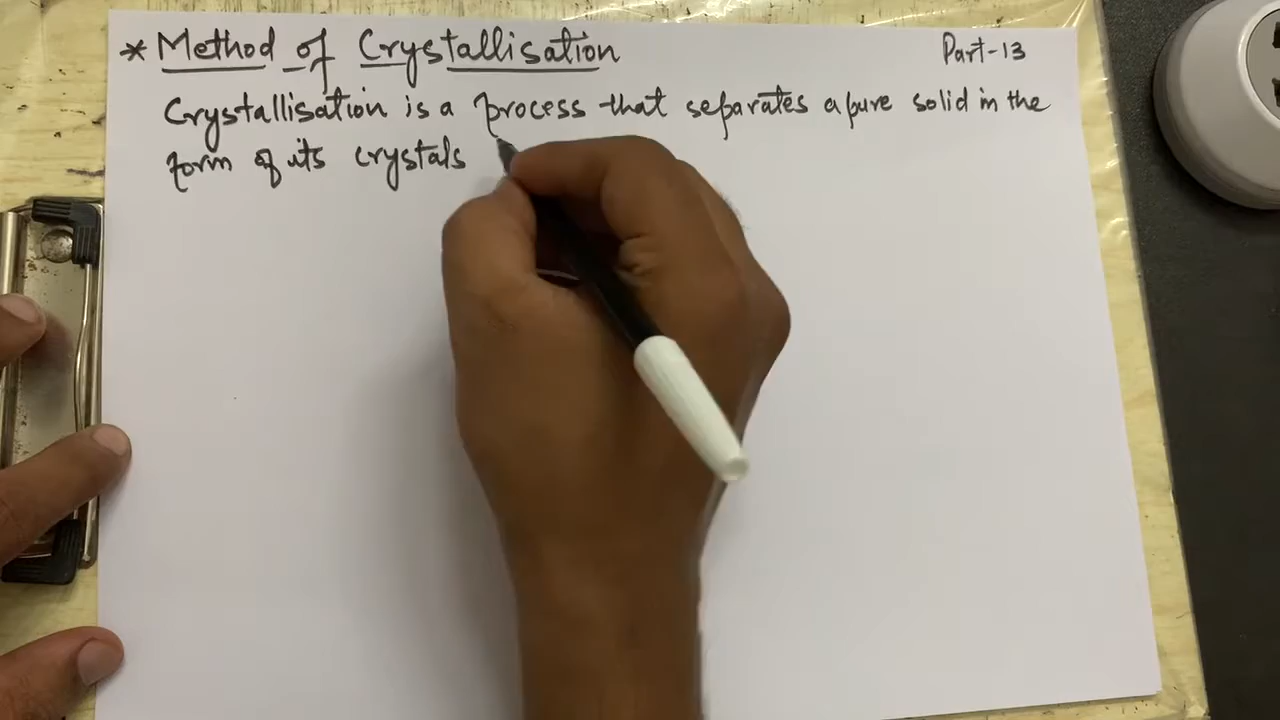 * Method of Crystallisation
Part-13
Crystallisation is a process that separates a pure solid in the
form of its crystals